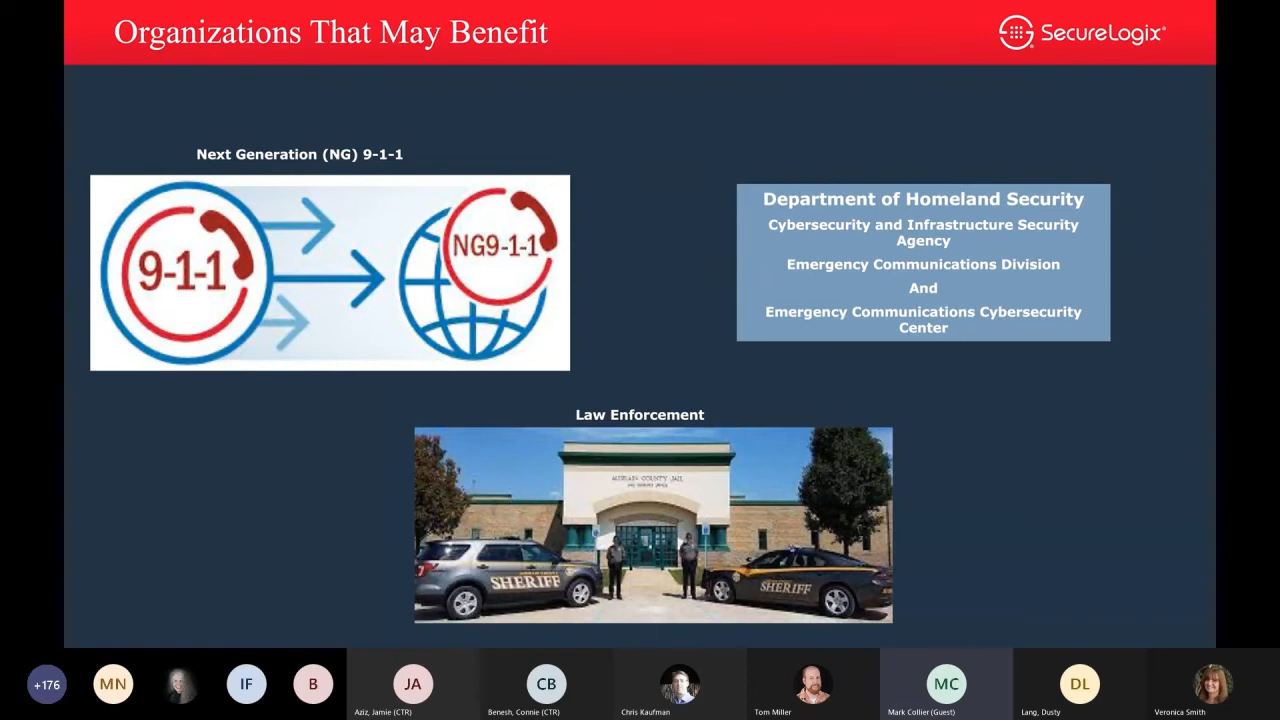 Organizations That May Benefit
SecureLogix
Next Generation (NG) 9-1-1
9-1-1
NG9-1-1
Department of Homeland Security
Cybersecurity and Infrastructure Security
Agency
Emergency Communications Division
And
Emergency Communications Cybersecurity
Center
Law Enforcement
COUNTY JAIL
SHERIFF
SHERIFF
+176
MN
IF
B
JA
CB
MC
DL
Aziz, Jamie (CTR)
Benesh, Connie (CTR)
Chris Kaufman
Tom Miller
Mark Collier (Guest)
Lang, Dusty
Veronica Smith